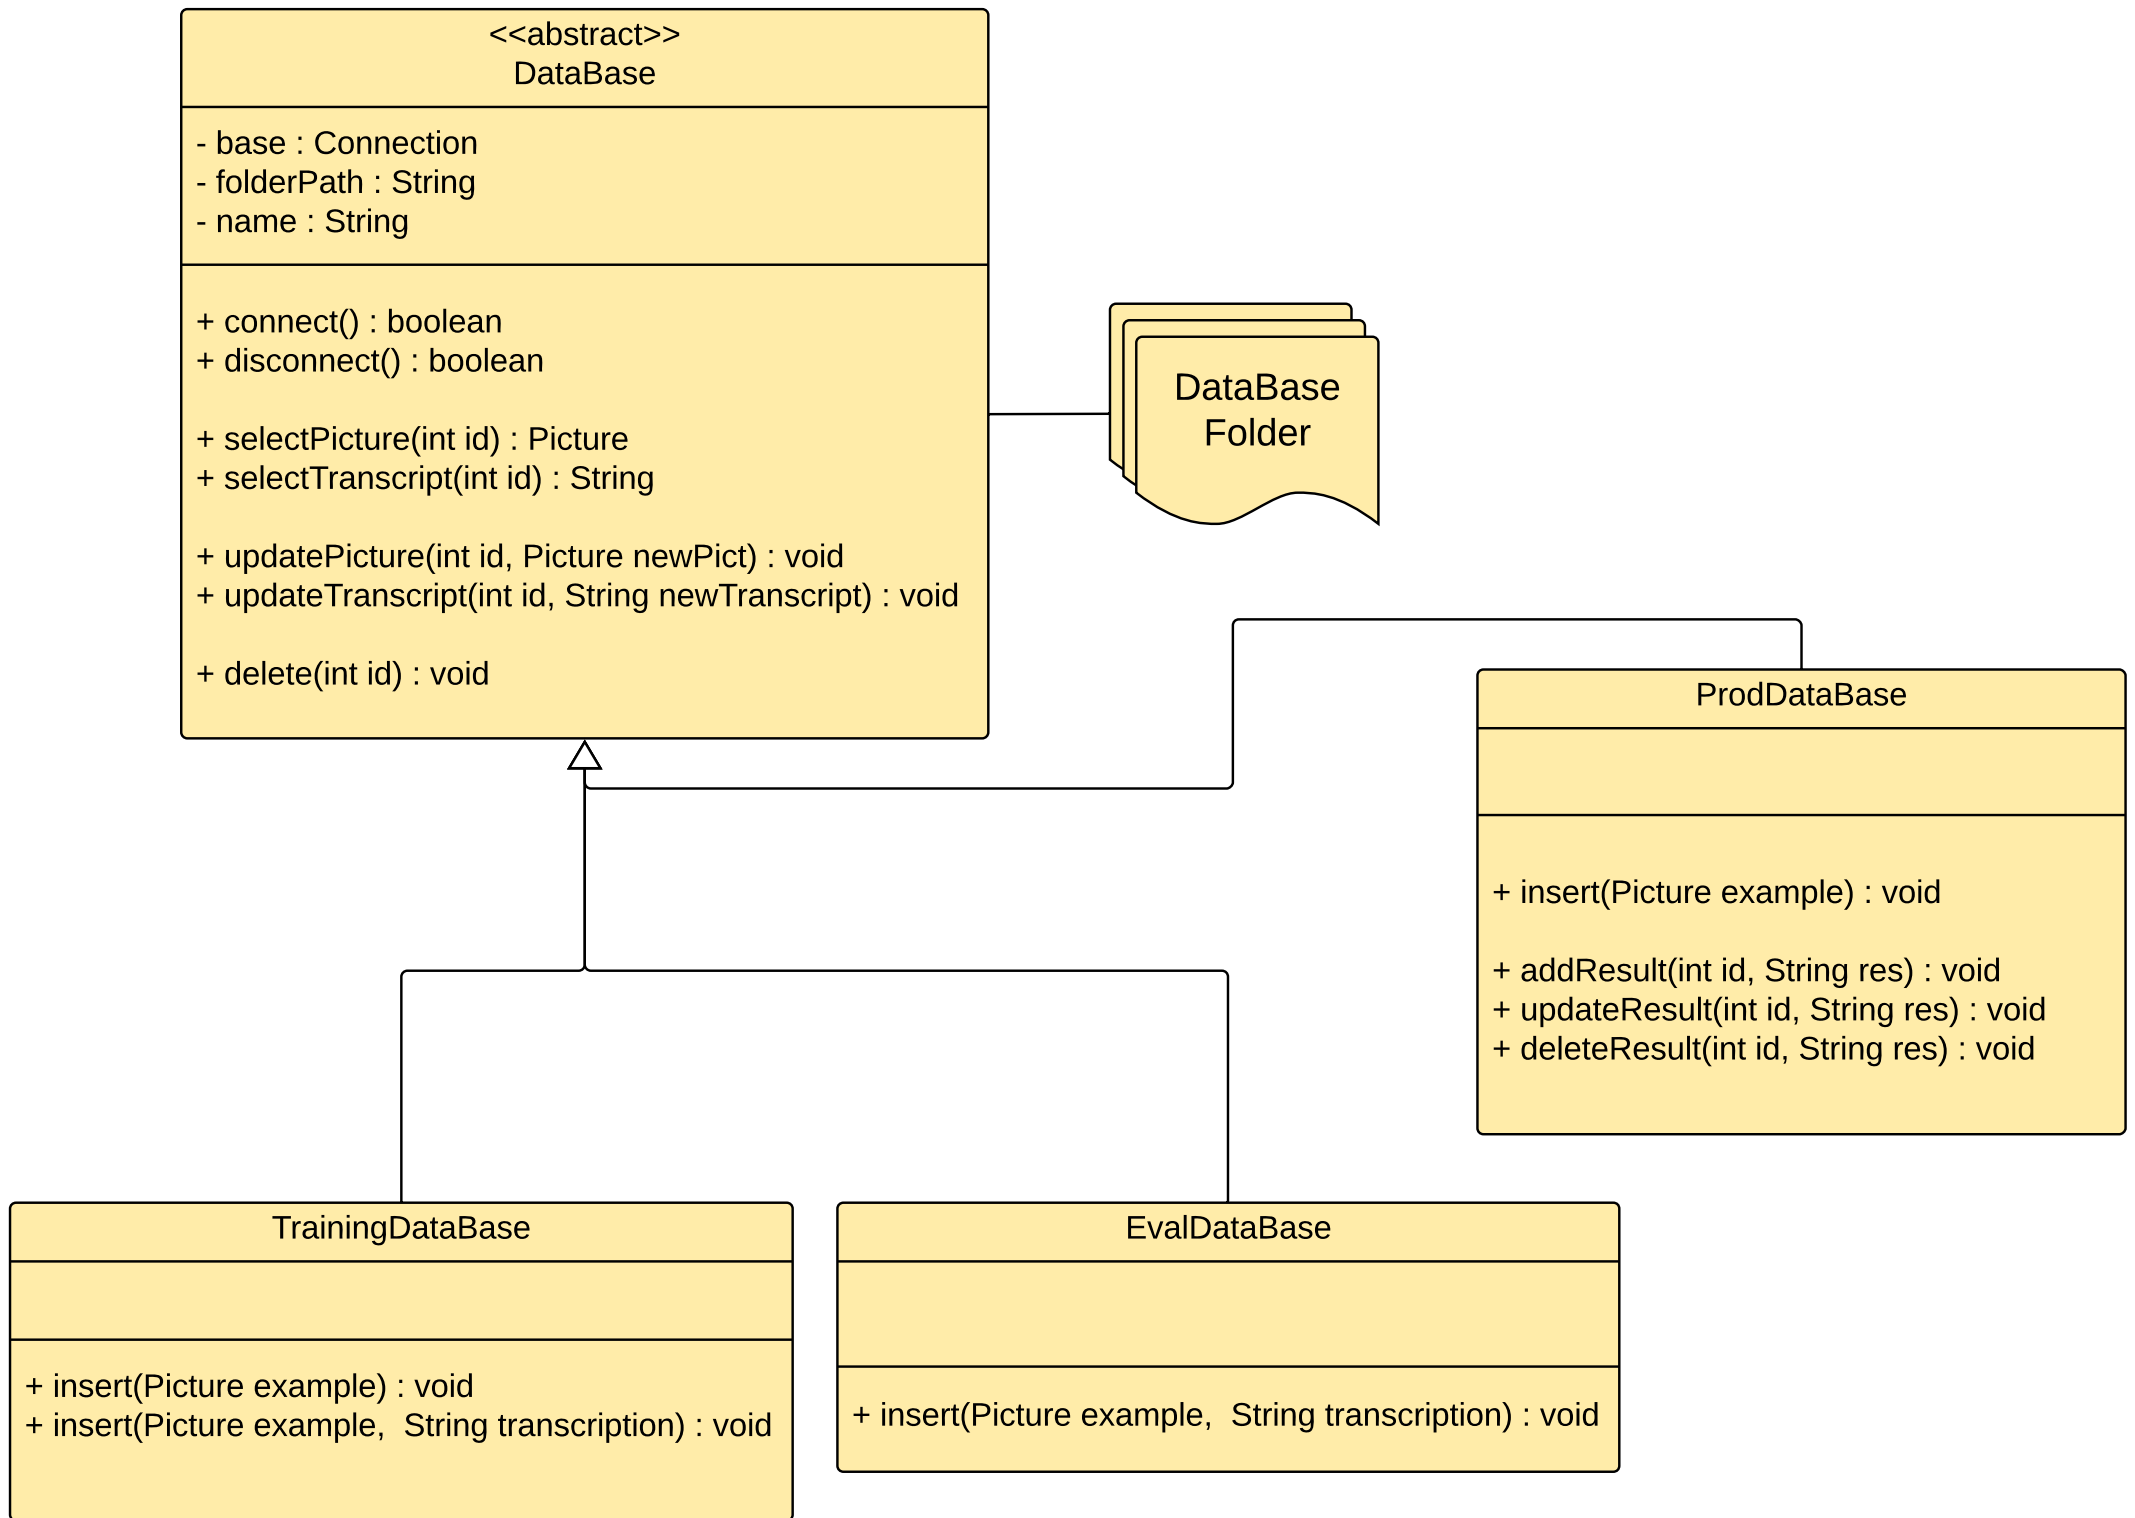 <<abstract>>
DataBase
- base : Connection
- folderPath : String
- name : String
+ connect() : boolean
+ disconnect() : boolean
+ selectPicture(int id) : Picture
+ selectTranscript(int id) : String
+ updatePicture(int id, Picture newPict) : void
+ updateTranscript(int id, String newTranscript) : void
+ delete(int id) : void
DataBase
Folder
ProdDataBase
+ insert(Picture example) : void
+ addResult(int id, String res) : void
+ updateResult(int id, String res) : void
+ deleteResult(int id, String res) : void
TrainingDataBase
+ insert(Picture example) : void
+ insert(Picture example,  String transcription) : void
EvalDataBase
+ insert(Picture example,  String transcription) : void